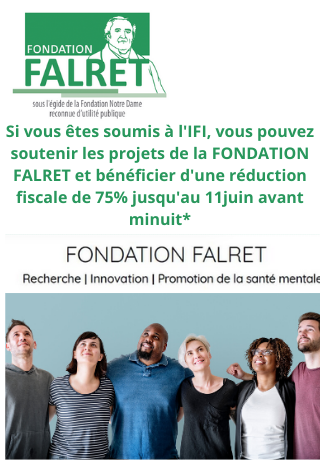 FONDATION
FALRET
sous l'égide de la Fondation Notre Dame
reconnue d'utilité publique
Si vous êtes soumis à l'IFI, vous pouvez
soutenir les projets de la FONDATION
FALRET et bénéficier d'une réduction
fiscale de 75% jusqu'au 11juin avant
minuit*
FONDATION FALRET
Recherche | Innovation | Promotion de la santé mentale